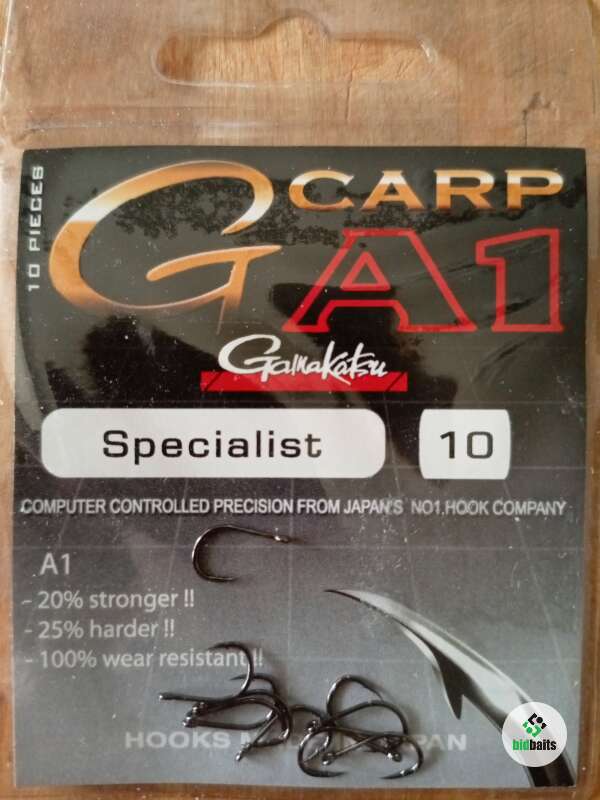 10 PIECES
G CARP
A1
Gamakatsu
Specialist
10
COMPUTER CONTROLLED PRECISION FROM JAPAN'S NO1.HOOK COMPANY
A1
- 20% stronger !!
- 25% harder !!
- 100% wear resistant !!
HOOKS
bidbaits